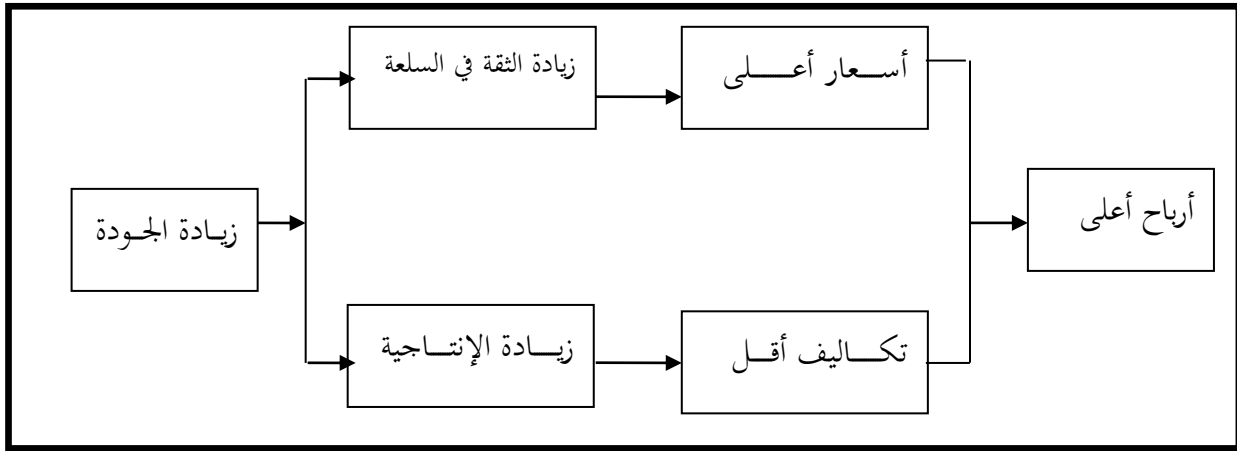 زيادة الثقة في السلعة
أسعار أعلى
أرباح أعلى
زيادة الجودة
زيادة الإنتاجية
تكاليف أقل